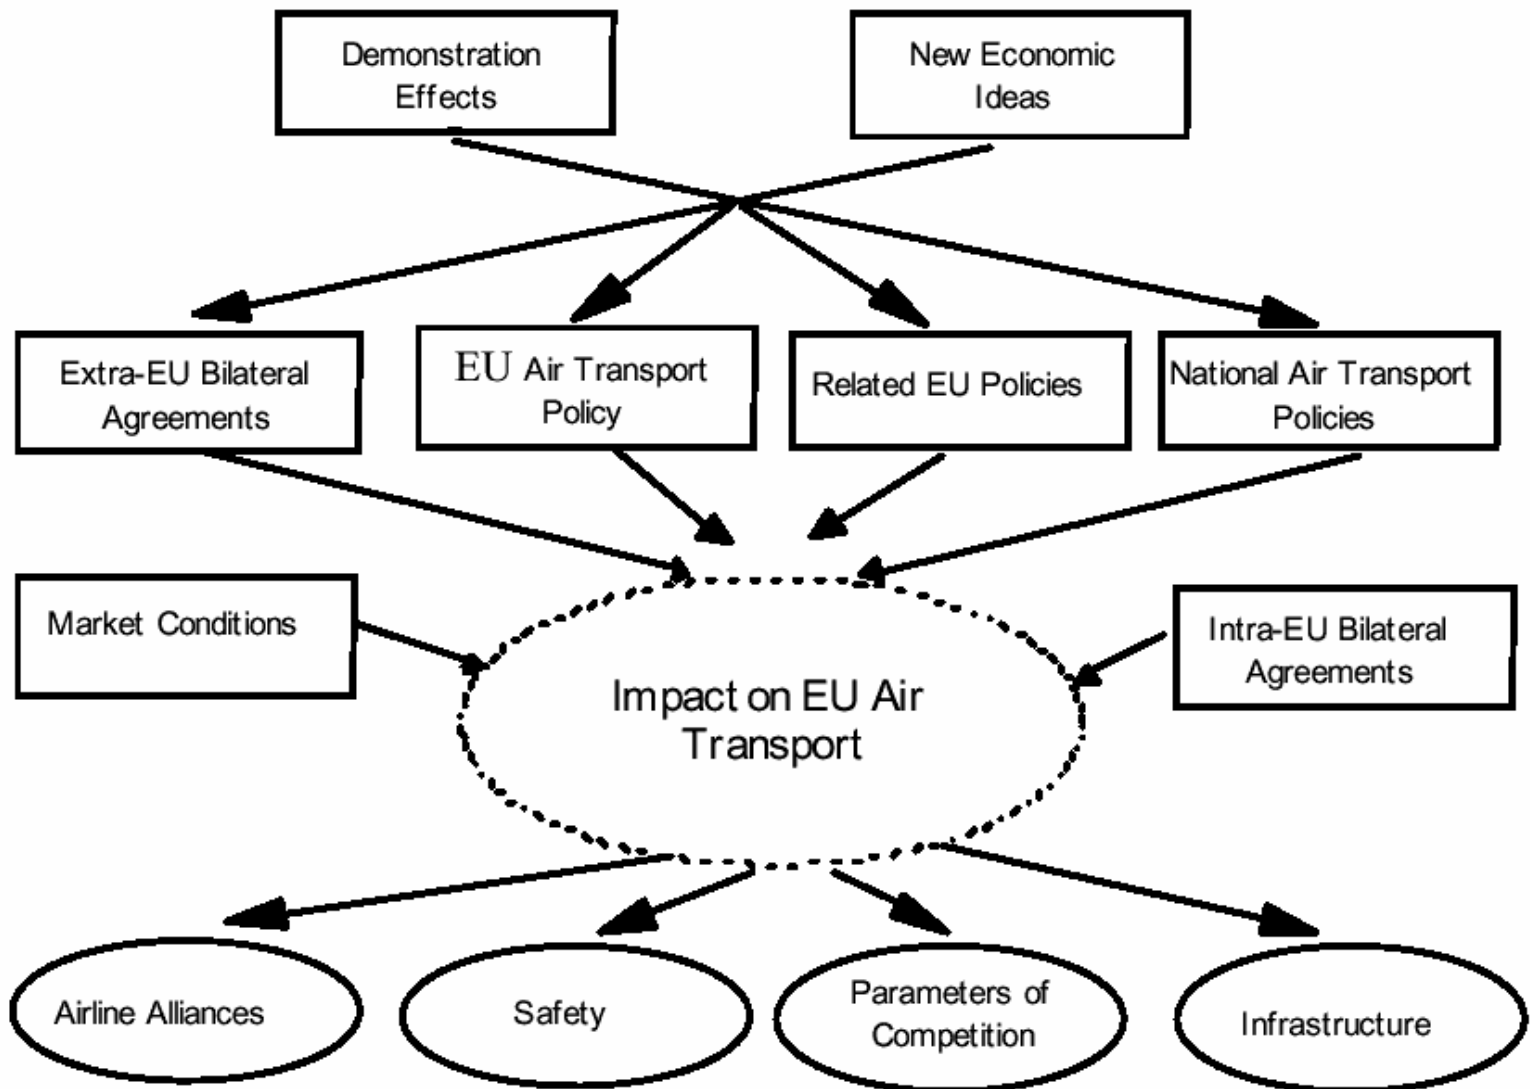 Demonstration
Effects
New Economic
Ideas
Extra-EU Bilateral
Agreements
EU Air Transport
Policy
Related EU Policies
National Air Transport
Policies
Market Conditions
Intra-EU Bilateral
Agreements
Impact on EU Air
Transport
Airline Alliances
Safety
Parameters of
Competition
Infrastructure